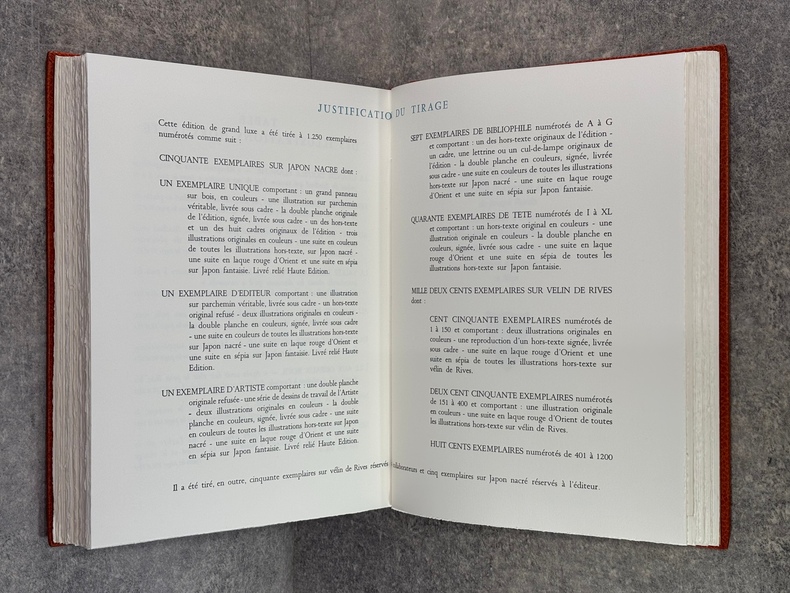 JUSTIFICATIO DU TIRAGE
Cette édition de grand luxe a été tirée à 1.250 exemplaires
numérotés comme suit :
CINQUANTE EXEMPLAIRES SUR JAPON NACRE dont :
UN EXEMPLAIRE UNIQUE comportant : un grand panneau
sur bois, en couleurs - une illustration sur parchemin
véritable, livrée sous cadre - la double planche originale
de l'édition, signée, livrée sous cadre - un des hors-texte
et un des huit cadres originaux de l'édition - trois
illustrations originales en couleurs - une suite en couleurs
de toutes les illustrations hors-texte, sur Japon nacré -
une suite en laque rouge d'Orient et une suite en sépia
sur Japon fantaisie. Livré relié Haute Edition.
UN EXEMPLAIRE D'EDITEUR comportant : une illustration
sur parchemin véritable, livrée sous cadre - un hors-texte
original refusé - deux illustrations originales en couleurs -
la double planche en couleurs, signée, livrée sous cadre
- une suite en couleurs de toutes les illustrations hors-texte
sur Japon nacré - une suite en laque rouge d'Orient et
une suite en sépia sur Japon fantaisie. Livré relié Haute
Edition.
UN EXEMPLAIRE D'ARTISTE comportant : une double planche
originale refusée - une série de dessins de travail de l'Artiste
- deux illustrations originales en couleurs - la double
planche en couleurs, signée, livrée sous cadre - une suite
en couleurs de toutes les illustrations hors-texte sur Japon
nacré - une suite en laque rouge d'Orient et une suite
en sépia sur Japon fantaisie. Livré relié Haute Edition.
SEPT EXEMPLAIRES DE BIBLIOPHILE numérotés de A à G
et comportant : un des hors-texte originaux de l'édition -
un cadre, une lettrine ou un cul-de-lampe originaux de
l'édition - la double planche en couleurs, signée, livrée
sous cadre - une suite en couleurs de toutes les illustrations
hors-texte sur Japon nacré - une suite en laque rouge
d'Orient et une suite en sépia sur Japon fantaisie.
QUARANTE EXEMPLAIRES DE TETE numérotés de I à XL
et comportant : un hors-texte original en couleurs - une
illustration originale en couleurs - la double planche en
couleurs, signée, livrée sous cadre - une suite en laque
rouge d'Orient et une suite en sépia de toutes les
illustrations hors-texte sur Japon fantaisie.
MILLE DEUX CENTS EXEMPLAIRES SUR VELIN DE RIVES
dont :
CENT CINQUANTE EXEMPLAIRES numérotés de
1 à 150 et comportant : deux illustrations originales en
couleurs - une reproduction d'un hors-texte signée, livrée
sous cadre - une suite en laque rouge d'Orient et une
suite en sépia de toutes les illustrations hors-texte sur
vélin de Rives.
DEUX CENT CINQUANTE EXEMPLAIRES numérotés
de 151 à 400 et comportant : une illustration originale
en couleurs - une suite en laque rouge d'Orient de toutes
les illustrations hors-texte sur vélin de Rives.
HUIT CENTS EXEMPLAIRES numérotés de 401 à 1200
Il a été tiré, en outre, cinquante exemplaires sur vélin de Rives réservés et cinq exemplaires sur Japon nacré réservés à l'éditeur.